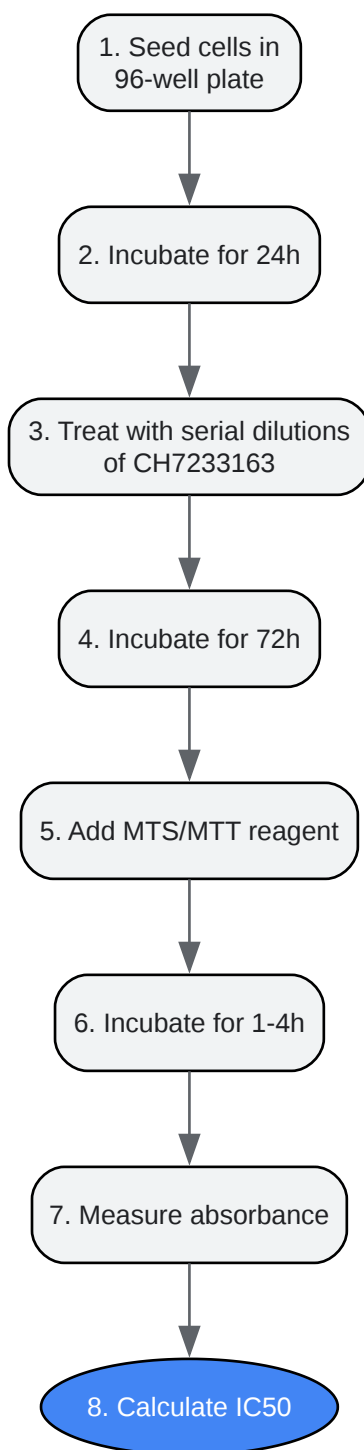 1. Seed cells in
96-well plate
2. Incubate for 24h
3. Treat with serial dilutions
of CH7233163
4. Incubate for 72h
5. Add MTS/MTT reagent
6. Incubate for 1-4h
7. Measure absorbance
8. Calculate IC50